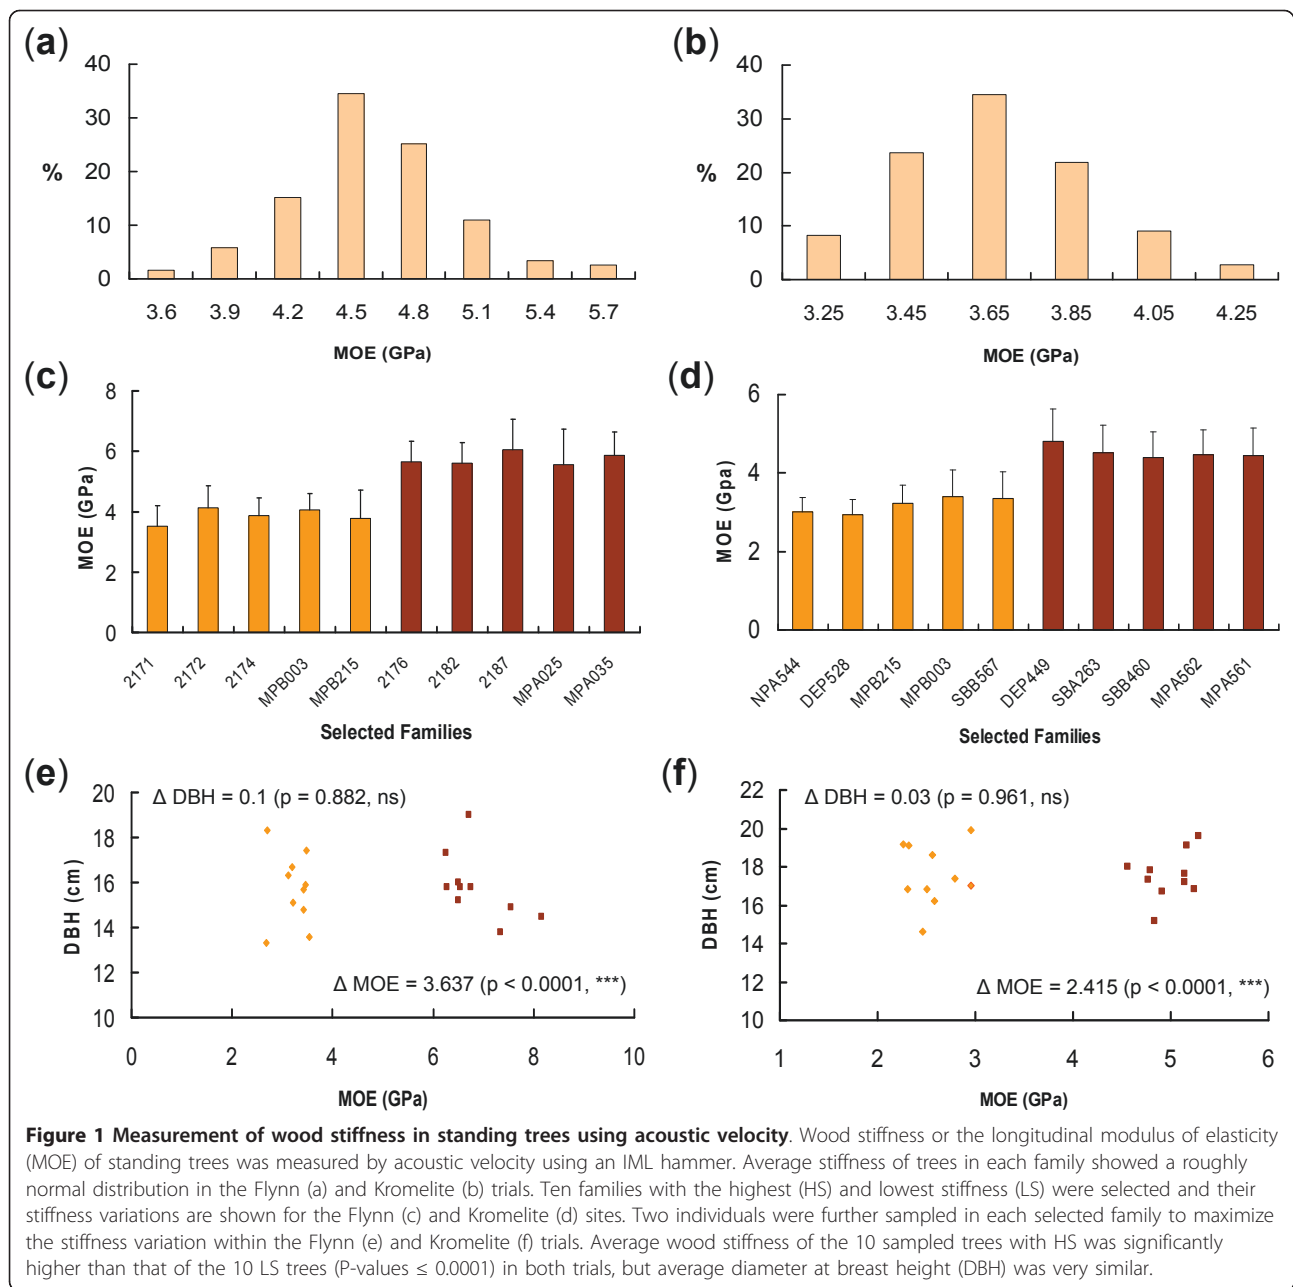 (a)
40
30
%
20
10
0
3.6 3.9 4.2 4.5 4.8 5.1 5.4 5.7
MOE (GPa)
(b)
40
30
%
20
10
0
3.25 3.45 3.65 3.85 4.05 4.25
MOE (GPa)
(c)
8
6
4
2
0
MOE (GPa)
2171 2172 2174 MPB003 MPB215 2176 2182 2187 MPA025 MPA035
Selected Families
(d)
6
4
2
0
MOE (Gpa)
NPA544 DEP528 MPB215 MPB003 SBB567 DEP449 SBA263 SBB460 MPA562 MPA561
Selected Families
(e)
20
18
16
14
12
10
DBH (cm)
Δ DBH = 0.1 (p = 0.882, ns)
Δ MOE = 3.637 (p < 0.0001, ***)
0 2 4 6 8 10
MOE (GPa)
(f)
22
20
18
16
14
12
10
DBH (cm)
Δ DBH = 0.03 (p = 0.961, ns)
Δ MOE = 2.415 (p < 0.0001, ***)
1 2 3 4 5 6
MOE (GPa)
Figure 1 Measurement of wood stiffness in standing trees using acoustic velocity. Wood stiffness or the longitudinal modulus of elasticity
(MOE) of standing trees was measured by acoustic velocity using an IML hammer. Average stiffness of trees in each family showed a roughly
normal distribution in the Flynn (a) and Kromelite (b) trials. Ten families with the highest (HS) and lowest stiffness (LS) were selected and their
stiffness variations are shown for the Flynn (c) and Kromelite (d) sites. Two individuals were further sampled in each selected family to maximize
the stiffness variation within the Flynn (e) and Kromelite (f) trials. Average wood stiffness of the 10 sampled trees with HS was significantly
higher than that of the 10 LS trees (P-values ≤ 0.0001) in both trials, but average diameter at breast height (DBH) was very similar.